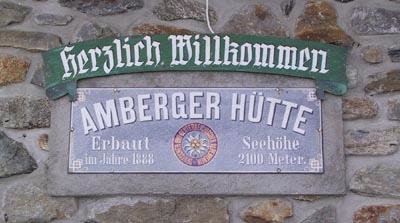 Herzlich Willkommen
AMBERGER HÜTTE
Erbaut
im Jahre 1888
Seehöhe
2100 Meter.